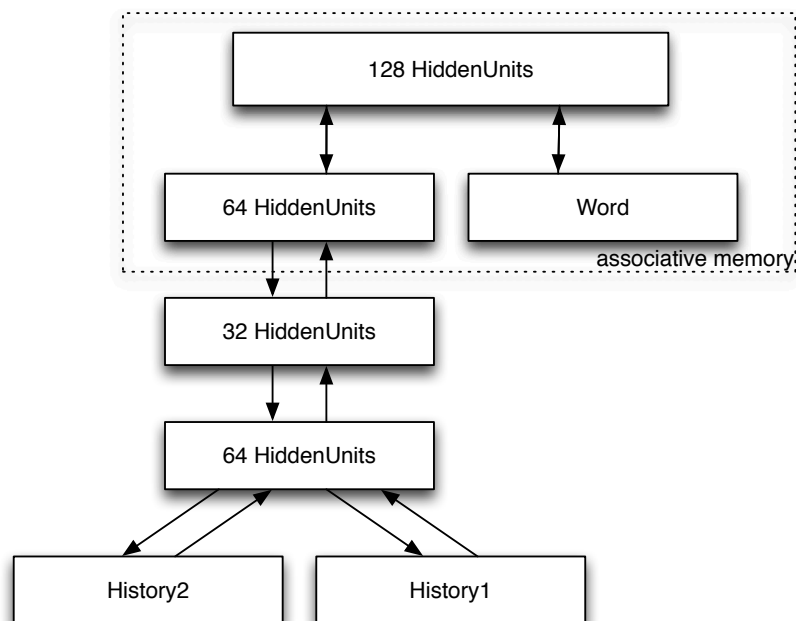 128 HiddenUnits
64 HiddenUnits
Word
associative memory
32 HiddenUnits
64 HiddenUnits
History2
History1